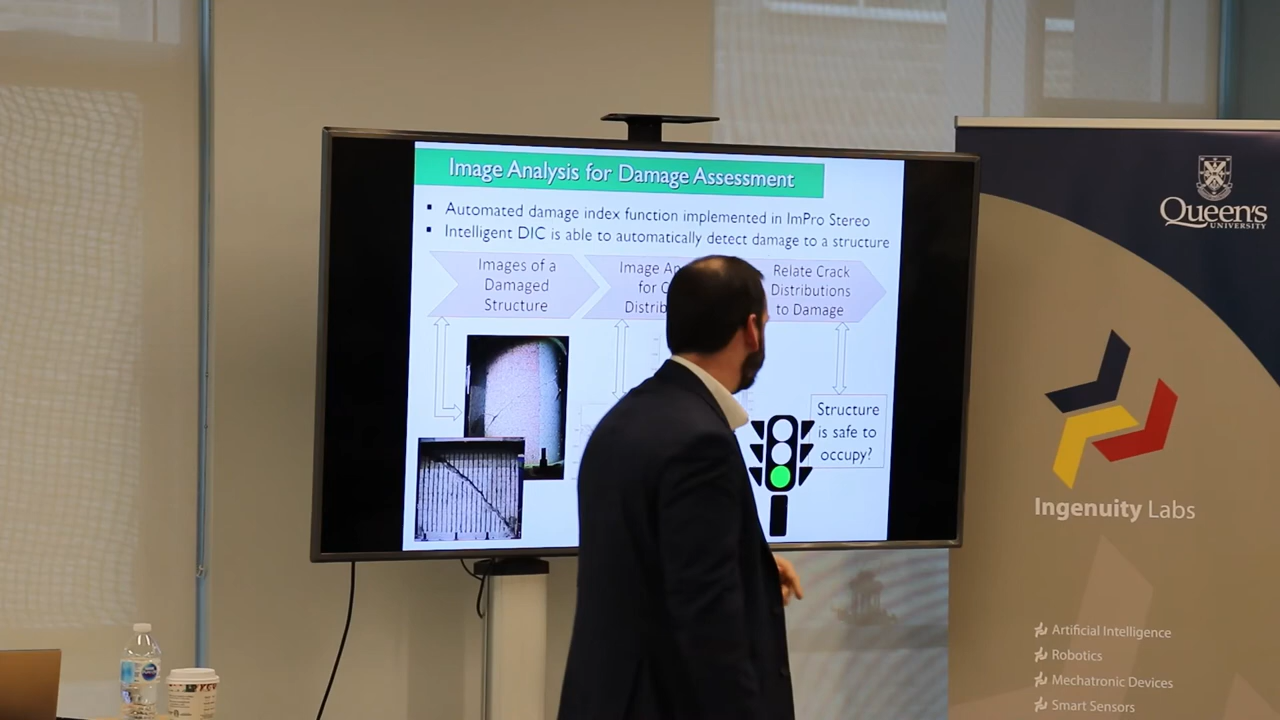 Image Analysis for Damage Assessment
Automated damage index function implemented in ImPro Stereo
Intelligent DIC is able to automatically detect damage to a structure
Images of a
Damaged
Structure
Image
for
Relate Crack
Distributions
to Damage
Structure
is safe to
occupy?
Queen's
UNIVERSITY
Ingenuity Labs
Artificial Intelligence
Robotics
Mechatronic Devices
Smart Sensors